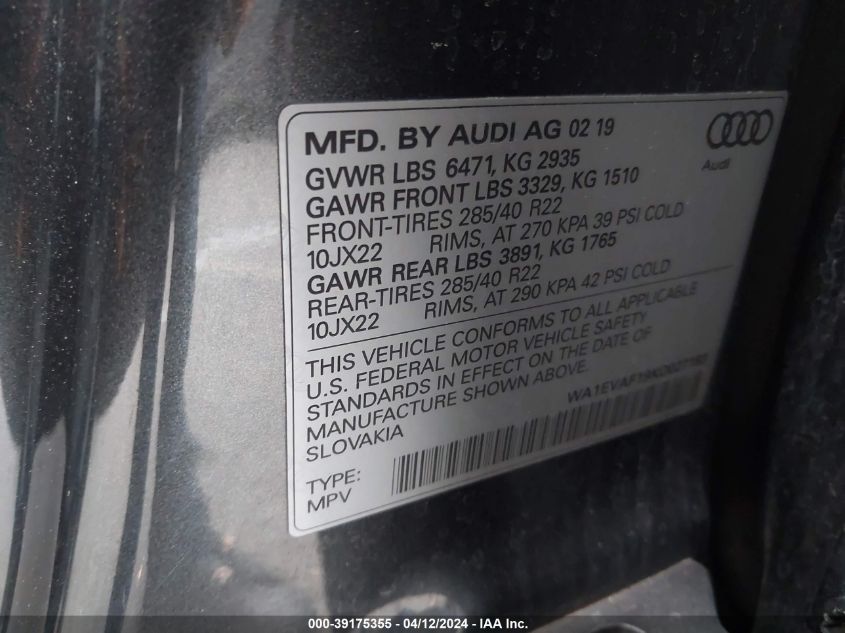 MFD. BY AUDI AG 02 19
Audi
GVWR LBS 6471, KG 2935
GAWR FRONT LBS 3329, KG 1510
FRONT-TIRES 285/40 R22
10JX22 RIMS, AT 270 KPA 39 PSI COLD
GAWR REAR LBS 3891, KG 1765
REAR-TIRES 285/40 R22
10JX22 RIMS, AT 290 KPA 42 PSI COLD
THIS VEHICLE CONFORMS TO ALL APPLICABLE
U.S. FEDERAL MOTOR VEHICLE SAFETY
STANDARDS IN EFFECT ON THE DATE OF
MANUFACTURE SHOWN ABOVE.
SLOVAKIA
TYPE:
MPV
000-39175355 - 04/12/2024 - IAA, Inc.